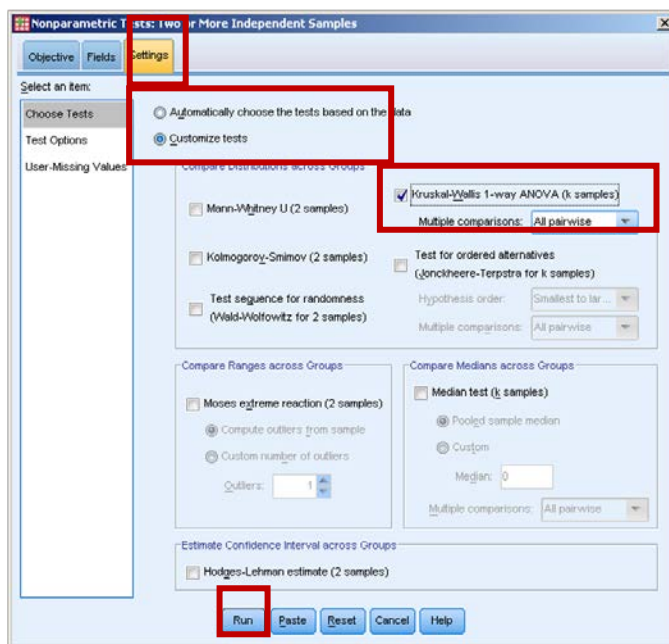 Nonparametric Tests: Two or More Independent Samples
Objective Fields Settings
Select an item:
Choose Tests
Test Options
User-Missing Values
Automatically choose the tests based on the data
Customize tests
Compare Distributions across Groups
Mann-Whitney U (2 samples)
Kolmogorov-Smirnov (2 samples)
Test sequence for randomness
(Wald-Wolfowitz for 2 samples)
Kruskal-Wallis 1-way ANOVA (k samples)
Multiple comparisons: All pairwise
Test for ordered alternatives
(Jonckheere-Terpstra for k samples)
Hypothesis order: Smallest to lar...
Multiple comparisons: All pairwise
Compare Ranges across Groups
Moses extreme reaction (2 samples)
Compute outliers from sample
Custom number of outliers
Outliers: 1
Compare Medians across Groups
Median test (k samples)
Pooled sample median
Custom
Median: 0
Multiple comparisons: All pairwise
Estimate Confidence Interval across Groups
Hodges-Lehman estimate (2 samples)
Run Paste Reset Cancel Help